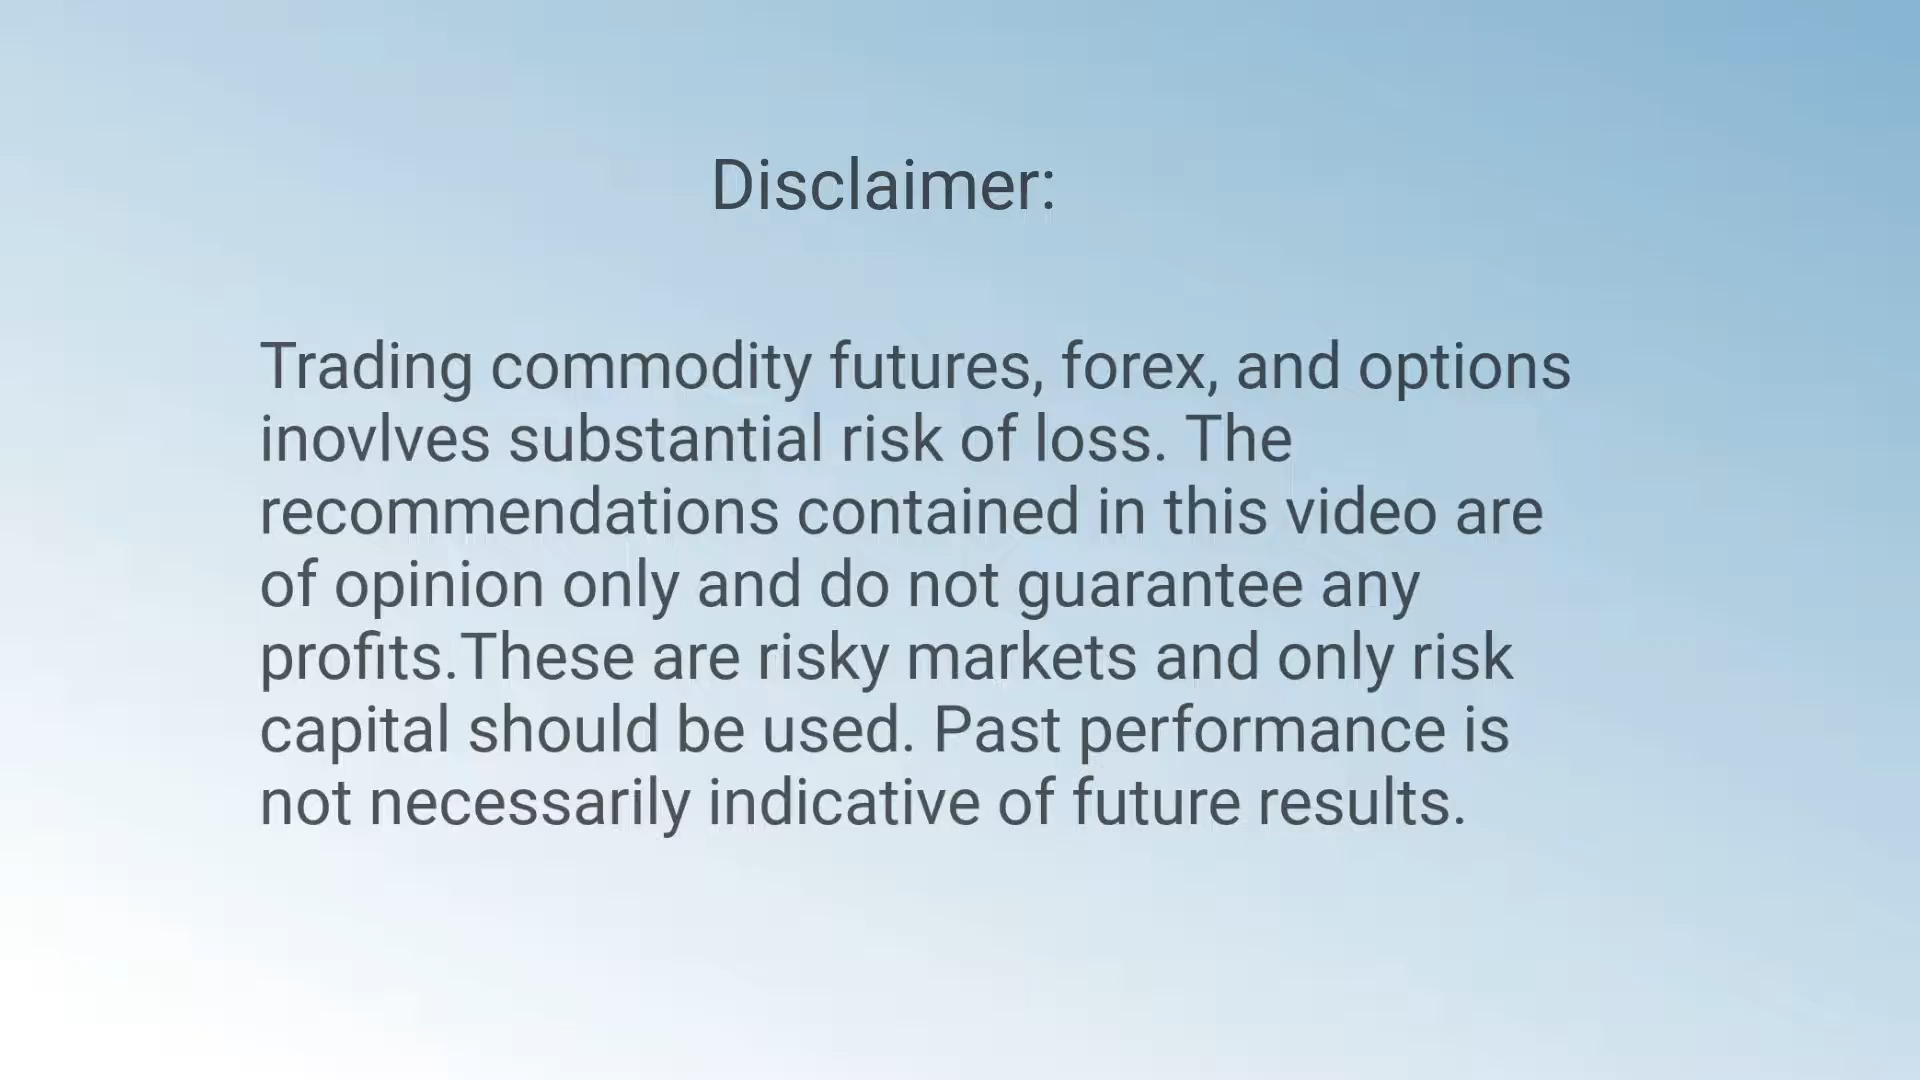 Disclaimer:
Trading commodity futures, forex, and options
inovlves substantial risk of loss. The
recommendations contained in this video are
of opinion only and do not guarantee any
profits.These are risky markets and only risk
capital should be used. Past performance is
not necessarily indicative of future results.